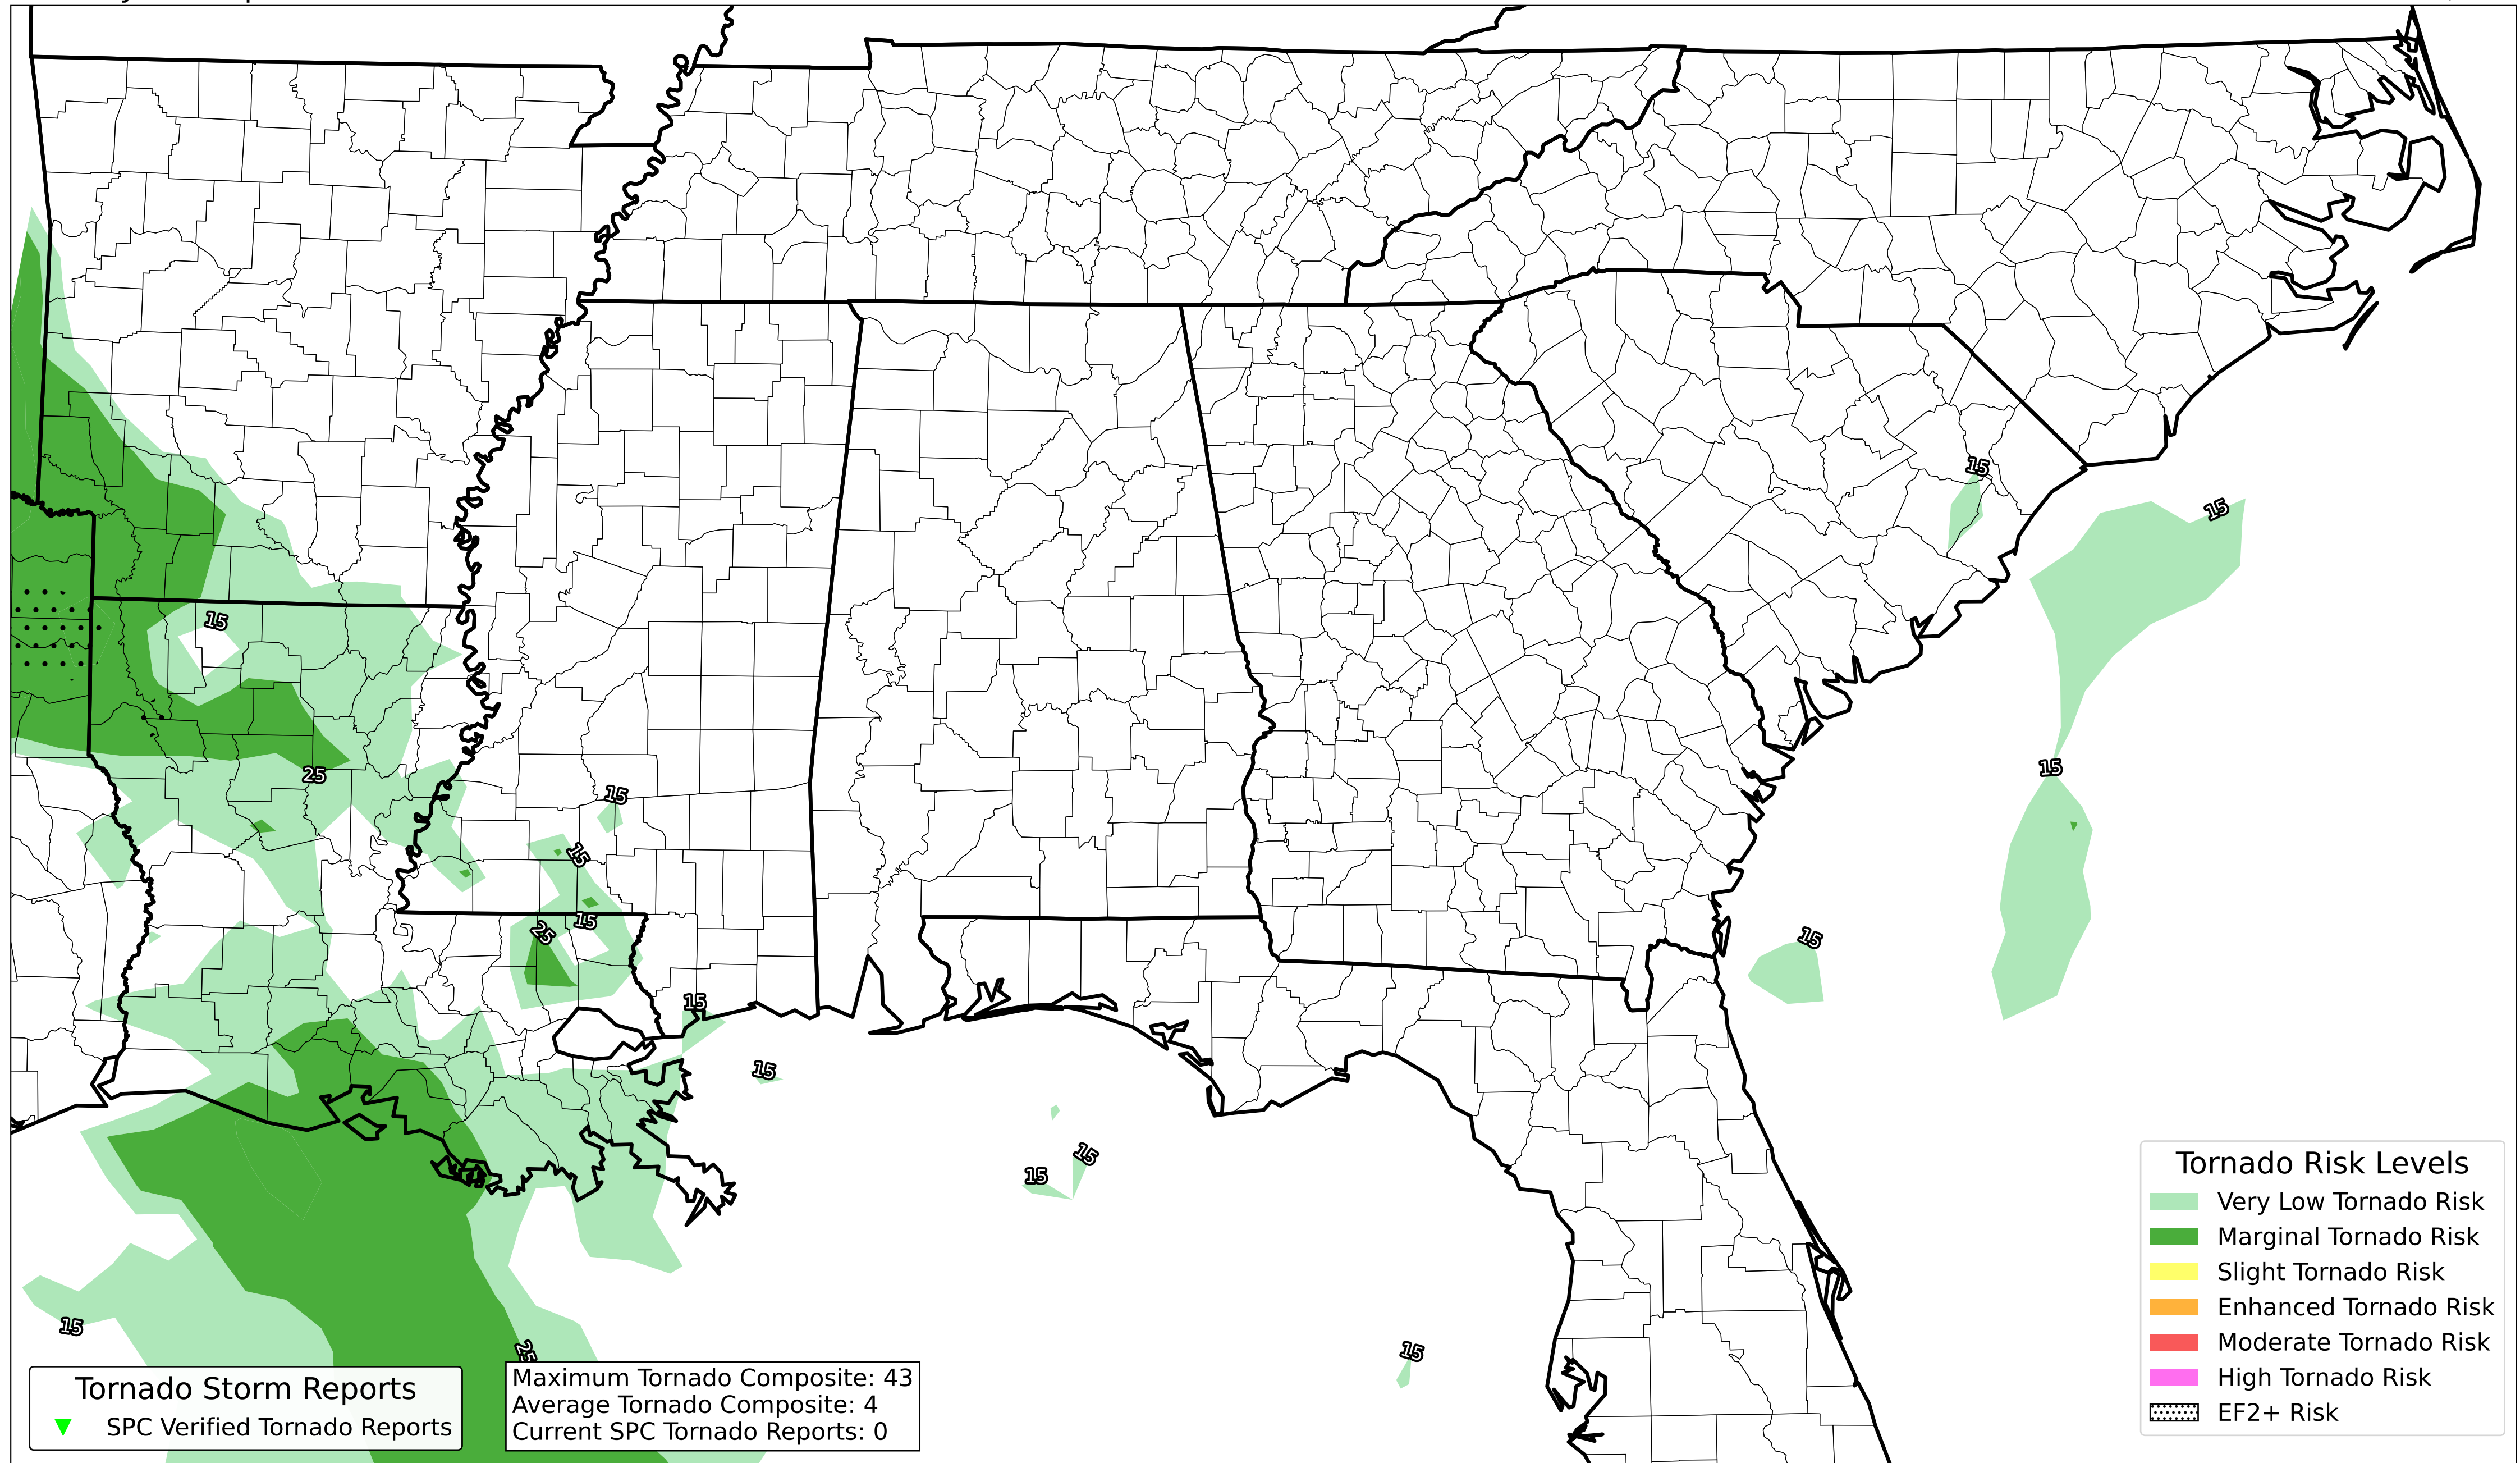 15
15
15
15
25
15
15
15
25
15
15
15
15
15
15
25
15
Tornado Risk Levels
Very Low Tornado Risk
Marginal Tornado Risk
Slight Tornado Risk
Enhanced Tornado Risk
Moderate Tornado Risk
High Tornado Risk
EF2+ Risk
Tornado Storm Reports
SPC Verified Tornado Reports
Maximum Tornado Composite: 43
Average Tornado Composite: 4
Current SPC Tornado Reports: 0